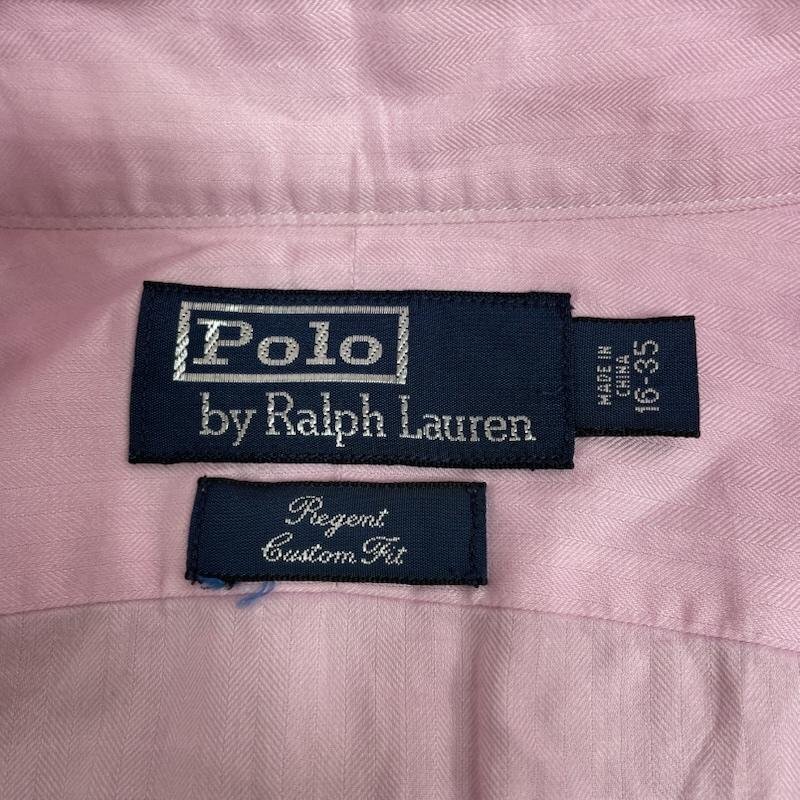 Polo
by Ralph Lauren
MADE IN
CHINA
16-35
Regent
Custom Fit